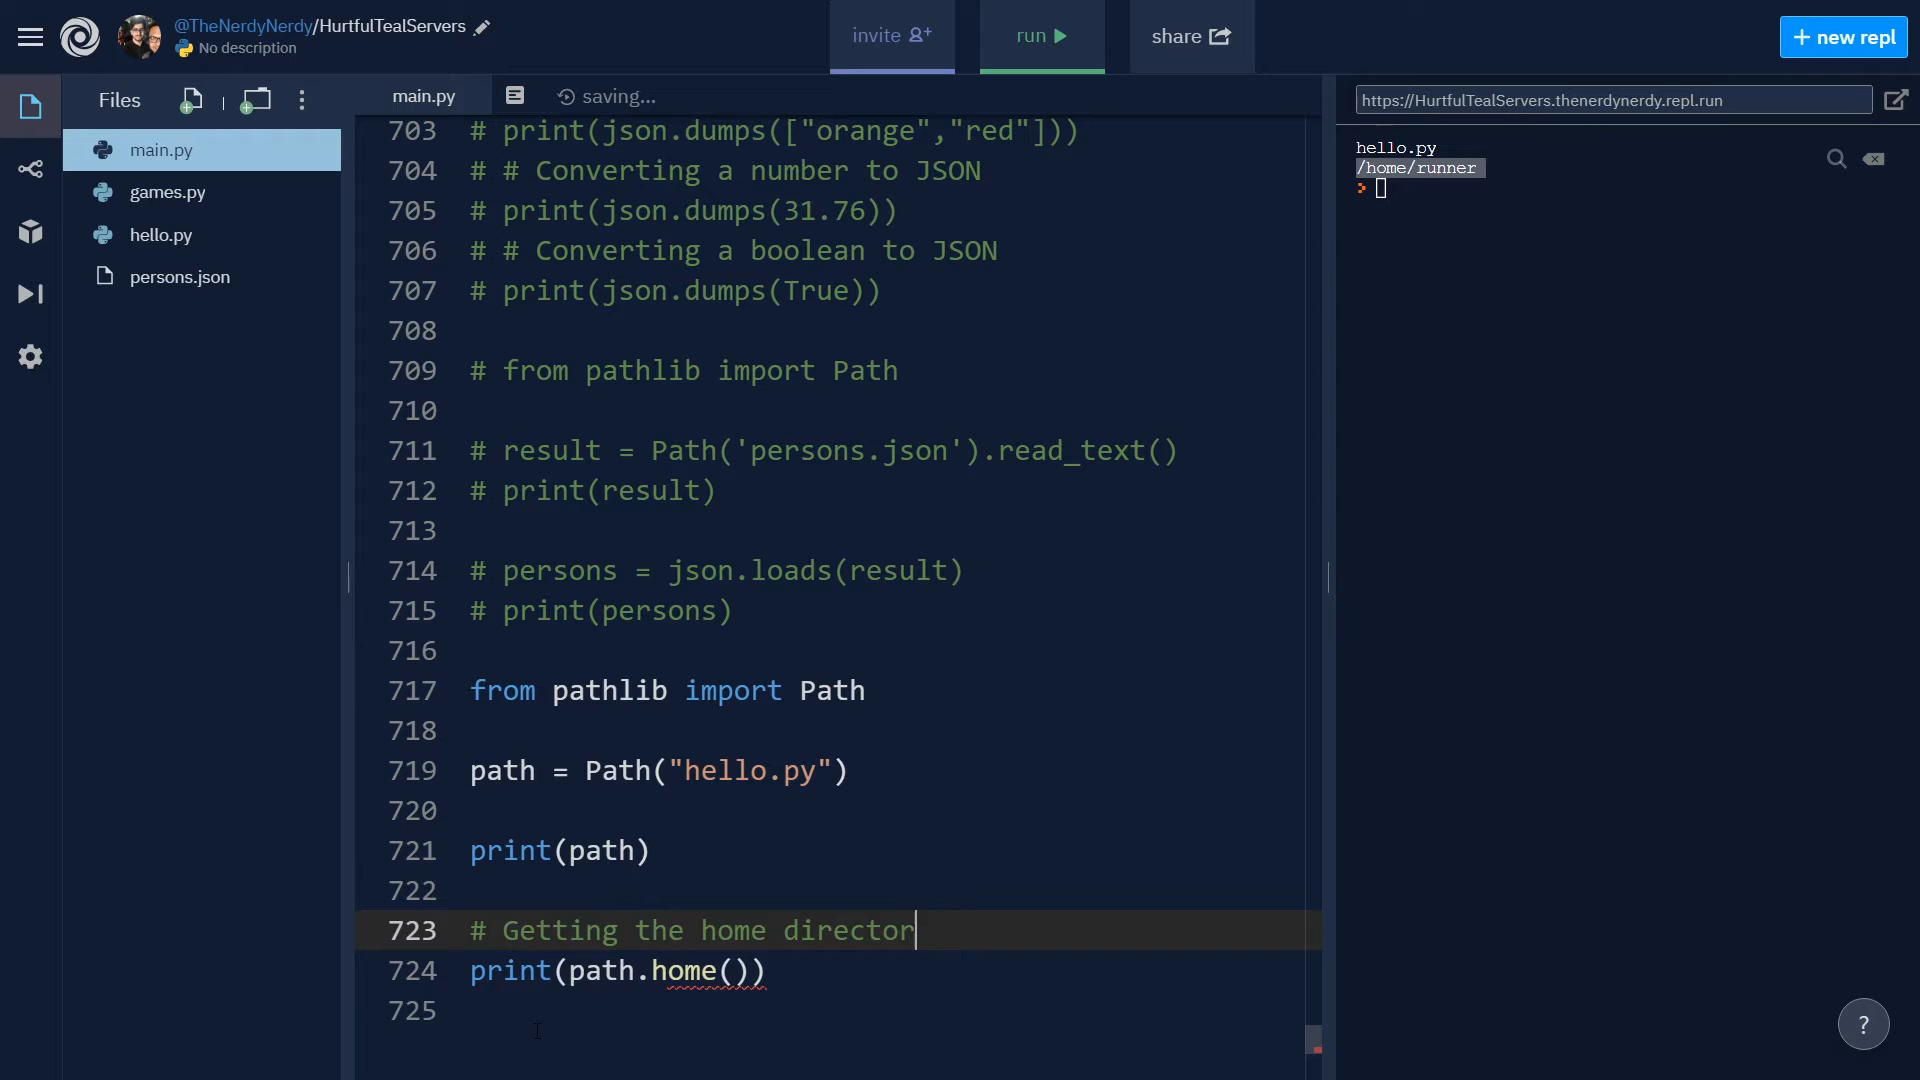 @TheNerdyNerdy/HurtfulTealServers
No description
invite
run
share
+ new repl
Files
main.py
games.py
hello.py
persons.json
main.py
saving...
703 # print(json.dumps(["orange","red"]))
704 # # Converting a number to JSON
705 # print(json.dumps(31.76))
706 # # Converting a boolean to JSON
707 # print(json.dumps(True))
708
709 # from pathlib import Path
710
711 # result = Path('persons.json').read_text()
712 # print(result)
713
714 # persons = json.loads(result)
715 # print(persons)
716
717 from pathlib import Path
718
719 path = Path("hello.py")
720
721 print(path)
722
723 # Getting the home director
724 print(path.home())
725
https://HurtfulTealServers.thenerdynerdy.repl.run
hello.py
/home/runner
>
?